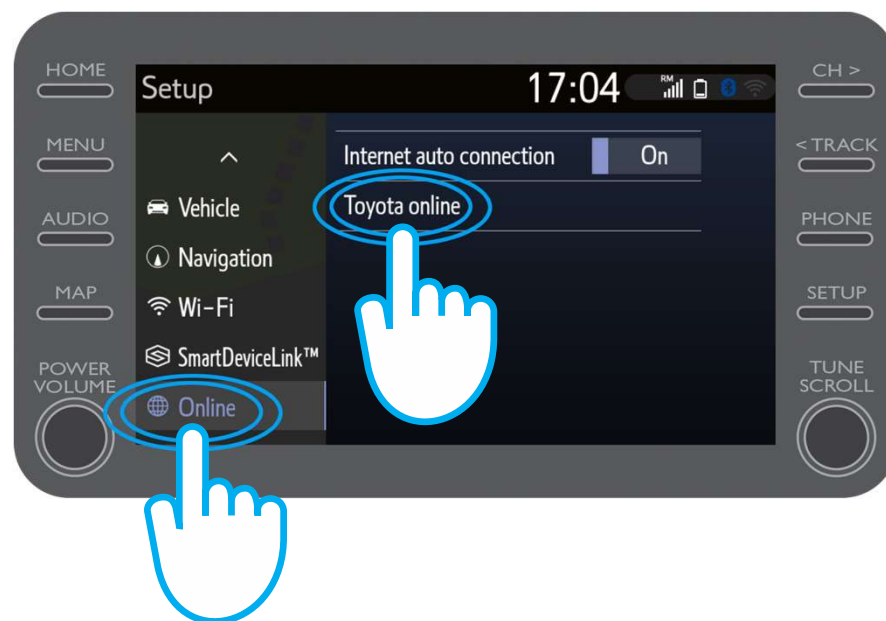 HOME
CH >
Setup
17:04
RM
MENU
< TRACK
Internet auto connection
On
Vehicle
Toyota online
AUDIO
PHONE
Navigation
MAP
SETUP
Wi-Fi
SmartDeviceLink™
POWER
VOLUME
TUNE
SCROLL
Online